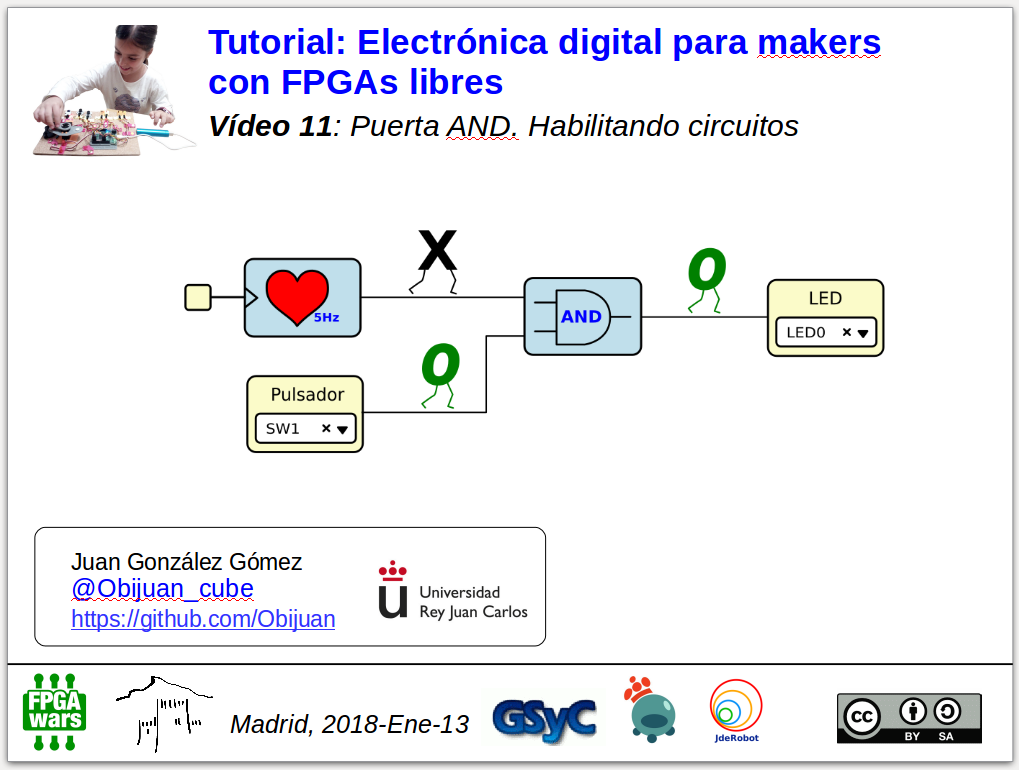 Tutorial: Electrónica digital para makers
con FPGAs libres
Vídeo 11: Puerta AND. Habilitando circuitos
X
0
5Hz
AND
LED
LED0 ×
0
Pulsador
SW1 ×
Juan González Gómez
@Obijuan_cube
https://github.com/Obijuan
u Universidad
Rey Juan Carlos
FPGA
wars
Madrid, 2018-Ene-13
GSyC
JdeRobot
cc
BY SA